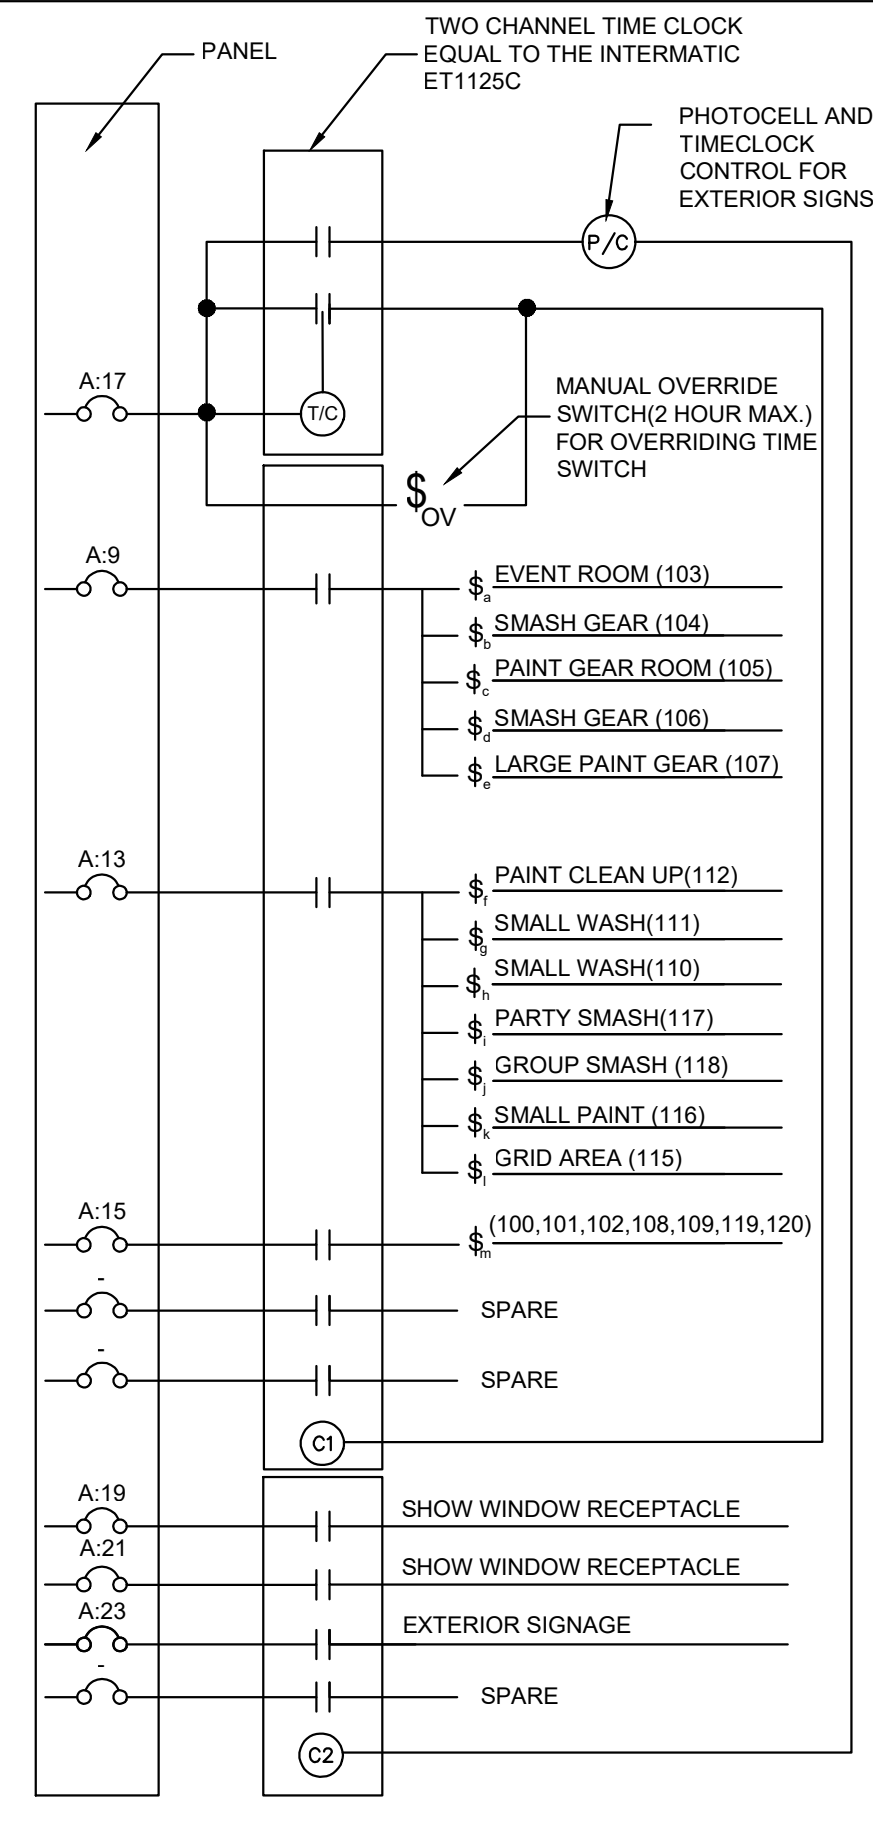 TWO CHANNEL TIME CLOCK
EQUAL TO THE INTERMATIC
ET1125C
PANEL
PHOTOCELL AND
TIMECLOCK
CONTROL FOR
EXTERIOR SIGNS
P/C
A:17
T/C
MANUAL OVERRIDE
SWITCH(2 HOUR MAX.)
FOR OVERRIDING TIME
SWITCH
$OV
A:9
$a EVENT ROOM (103)
$b SMASH GEAR (104)
$c PAINT GEAR ROOM (105)
$d SMASH GEAR (106)
$e LARGE PAINT GEAR (107)
A:13
$f PAINT CLEAN UP(112)
$g SMALL WASH(111)
$h SMALL WASH(110)
$i PARTY SMASH(117)
$j GROUP SMASH (118)
$k SMALL PAINT (116)
$l GRID AREA (115)
A:15
$m (100,101,102,108,109,119,120)
-
SPARE
-
SPARE
C1
A:19
SHOW WINDOW RECEPTACLE
A:21
SHOW WINDOW RECEPTACLE
A:23
EXTERIOR SIGNAGE
-
SPARE
C2